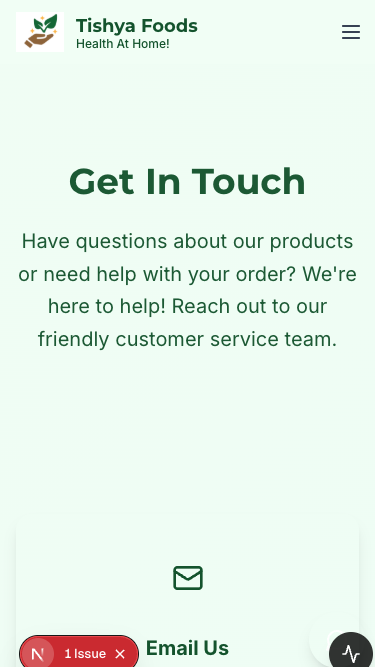 Tishya Foods
Health At Home!
Get In Touch
Have questions about our products
or need help with your order? We're
here to help! Reach out to our
friendly customer service team.
Email Us
1 Issue